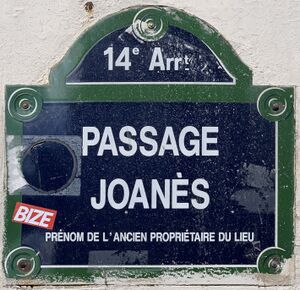 14e Arrt
PASSAGE
JOANÈS
BIZE
PRÉNOM DE L'ANCIEN PROPRIÉTAIRE DU LIEU